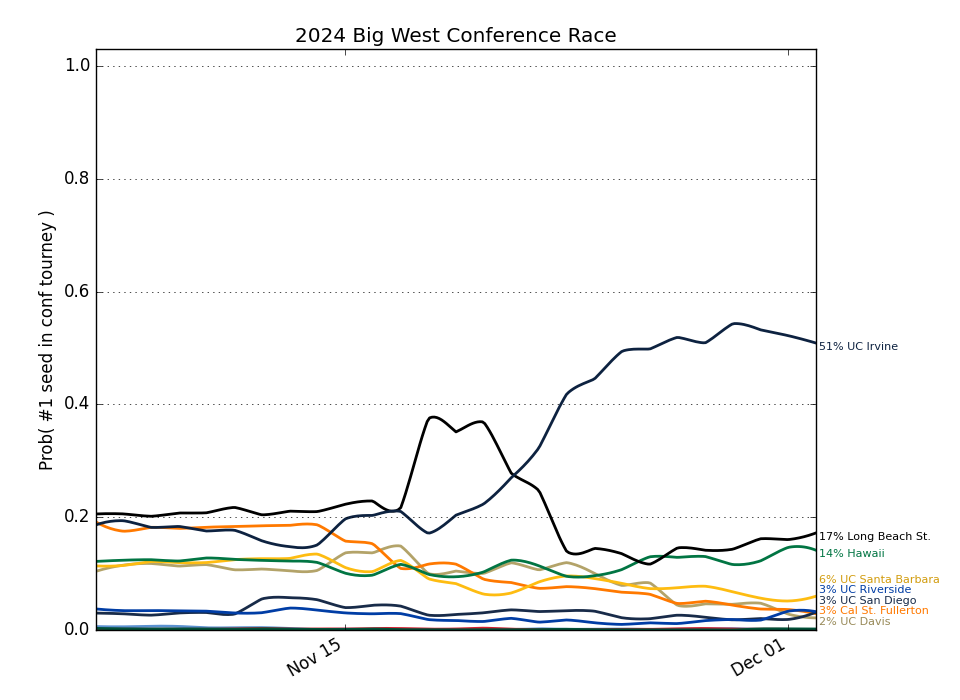 2024 Big West Conference Race
Prob( #1 seed in conf tourney )
1.0
0.8
0.6
0.4
0.2
0.0
Nov 15
Dec 01
51% UC Irvine
17% Long Beach St.
14% Hawaii
6% UC Santa Barbara
3% UC Riverside
3% UC San Diego
3% Cal St. Fullerton
2% UC Davis